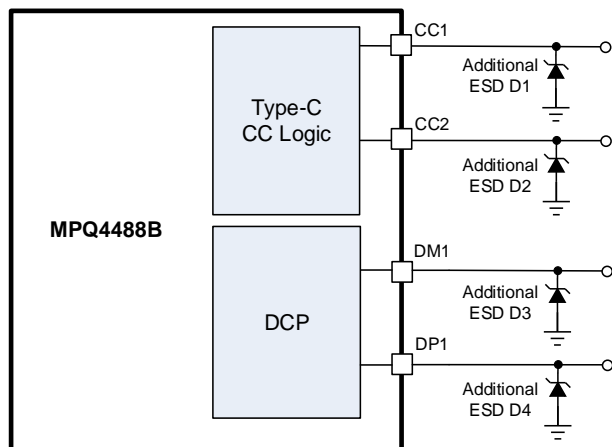 CC1
Additional
ESD D1
Type-C
CC Logic
CC2
Additional
ESD D2
MPQ4488B
DM1
Additional
ESD D3
DCP
DP1
Additional
ESD D4